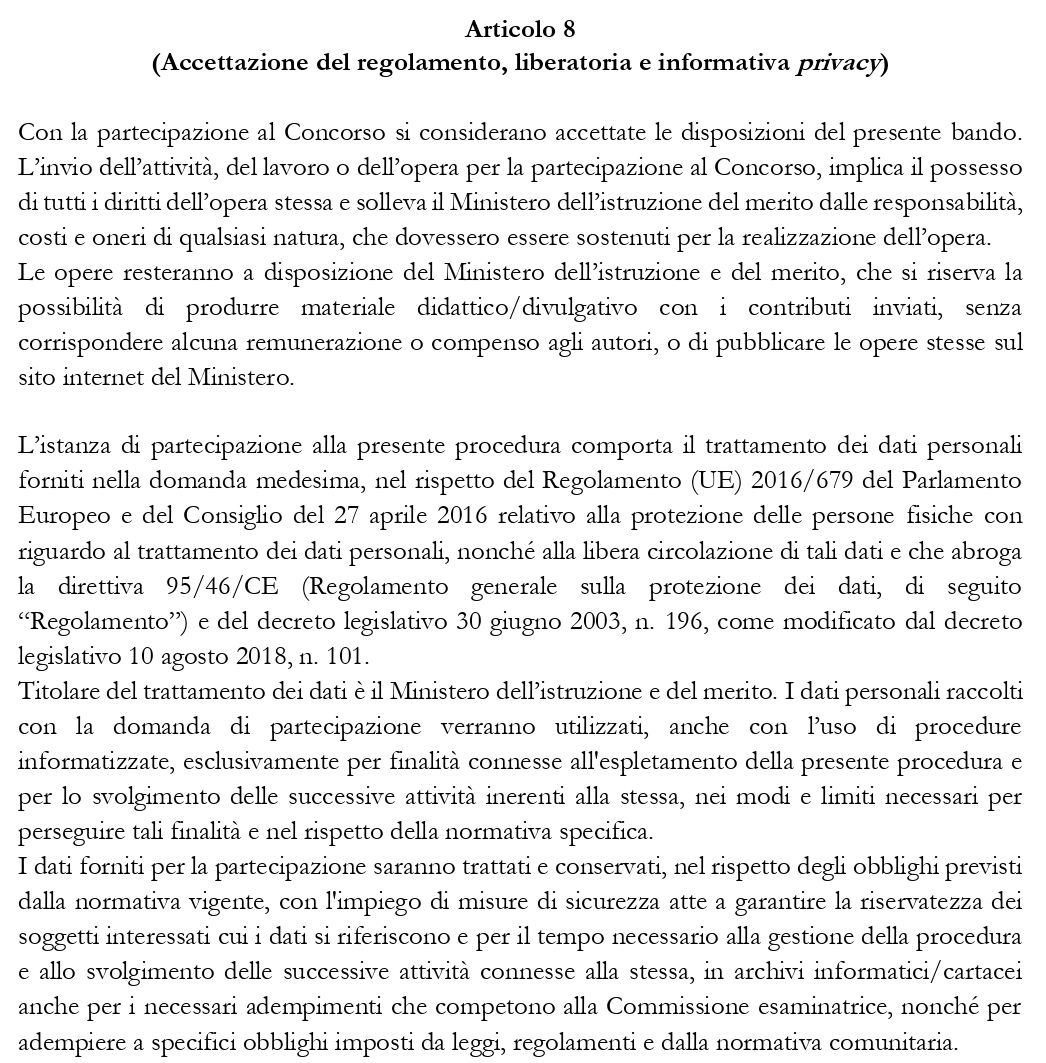 Articolo 8
(Accettazione del regolamento, liberatoria e informativa privacy)
Con la partecipazione al Concorso si considerano accettate le disposizioni del presente bando.
L’invio dell’attività, del lavoro o dell’opera per la partecipazione al Concorso, implica il possesso
di tutti i diritti dell’opera stessa e solleva il Ministero dell’istruzione del merito dalle responsabilità,
costi e oneri di qualsiasi natura, che dovessero essere sostenuti per la realizzazione dell’opera.
Le opere resteranno a disposizione del Ministero dell’istruzione e del merito, che si riserva la
possibilità di produrre materiale didattico/divulgativo con i contributi inviati, senza
corrispondere alcuna remunerazione o compenso agli autori, o di pubblicare le opere stesse sul
sito internet del Ministero.
L’istanza di partecipazione alla presente procedura comporta il trattamento dei dati personali
forniti nella domanda medesima, nel rispetto del Regolamento (UE) 2016/679 del Parlamento
Europeo e del Consiglio del 27 aprile 2016 relativo alla protezione delle persone fisiche con
riguardo al trattamento dei dati personali, nonché alla libera circolazione di tali dati e che abroga
la direttiva 95/46/CE (Regolamento generale sulla protezione dei dati, di seguito
“Regolamento”) e del decreto legislativo 30 giugno 2003, n. 196, come modificato dal decreto
legislativo 10 agosto 2018, n. 101.
Titolare del trattamento dei dati è il Ministero dell’istruzione e del merito. I dati personali raccolti
con la domanda di partecipazione verranno utilizzati, anche con l’uso di procedure
informatizzate, esclusivamente per finalità connesse all'espletamento della presente procedura e
per lo svolgimento delle successive attività inerenti alla stessa, nei modi e limiti necessari per
perseguire tali finalità e nel rispetto della normativa specifica.
I dati forniti per la partecipazione saranno trattati e conservati, nel rispetto degli obblighi previsti
dalla normativa vigente, con l'impiego di misure di sicurezza atte a garantire la riservatezza dei
soggetti interessati cui i dati si riferiscono e per il tempo necessario alla gestione della procedura
e allo svolgimento delle successive attività connesse alla stessa, in archivi informatici/cartacei
anche per i necessari adempimenti che competono alla Commissione esaminatrice, nonché per
adempiere a specifici obblighi imposti da leggi, regolamenti e dalla normativa comunitaria.